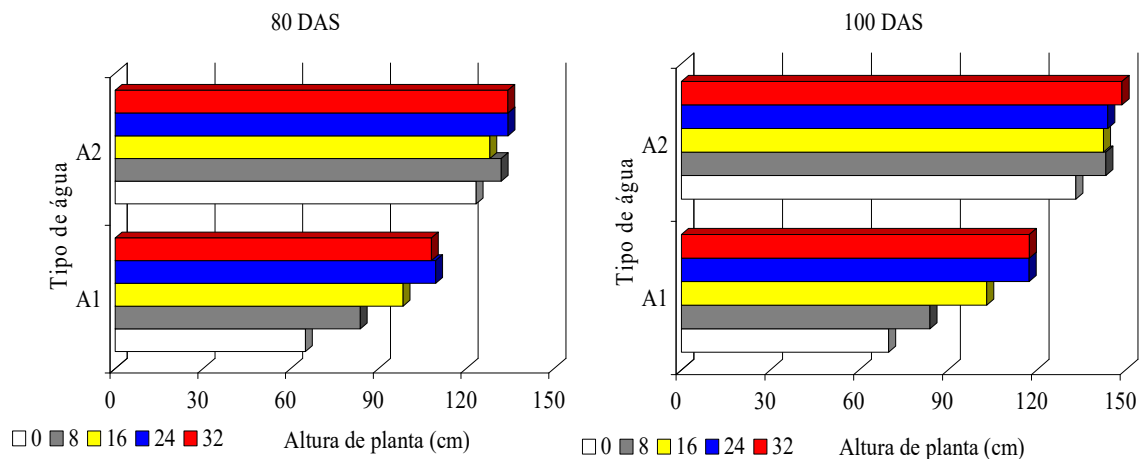 80 DAS
Tipo de água
A2
A1
0 30 60 90 120 150
0 8 16 24 32
Altura de planta (cm)
100 DAS
Tipo de água
A2
A1
0 30 60 90 120 150
0 8 16 24 32
Altura de planta (cm)